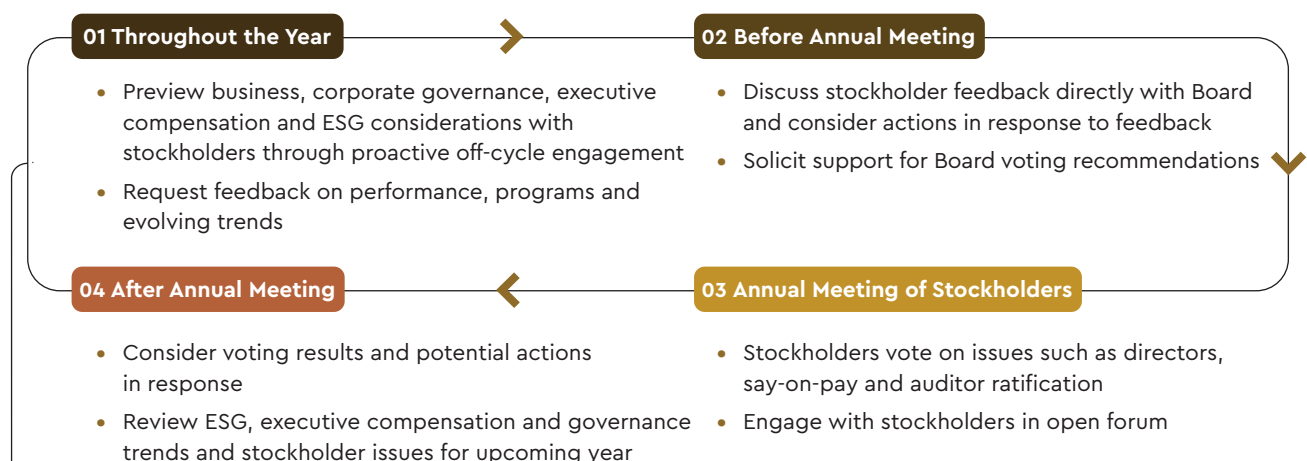 01 Throughout the Year
• Preview business, corporate governance, executive
compensation and ESG considerations with
stockholders through proactive off-cycle engagement
• Request feedback on performance, programs and
evolving trends
02 Before Annual Meeting
• Discuss stockholder feedback directly with Board
and consider actions in response to feedback
• Solicit support for Board voting recommendations
03 Annual Meeting of Stockholders
• Stockholders vote on issues such as directors,
say-on-pay and auditor ratification
• Engage with stockholders in open forum
04 After Annual Meeting
• Consider voting results and potential actions
in response
• Review ESG, executive compensation and governance
trends and stockholder issues for upcoming year